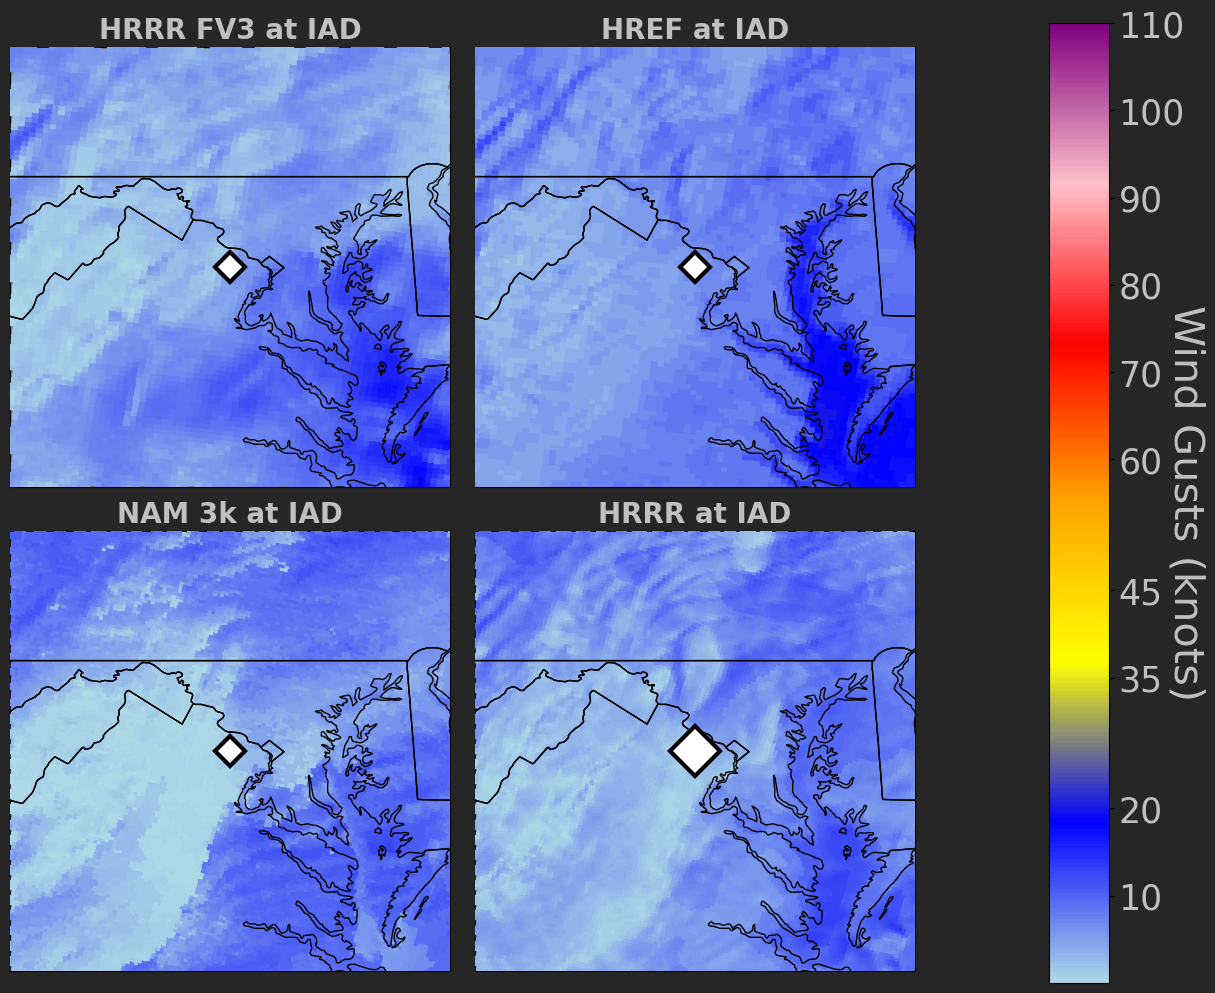 HRRR FV3 at IAD
HREF at IAD
NAM 3k at IAD
HRRR at IAD
110
100
90
80
70
60
45
35
20
10
Wind Gusts (knots)